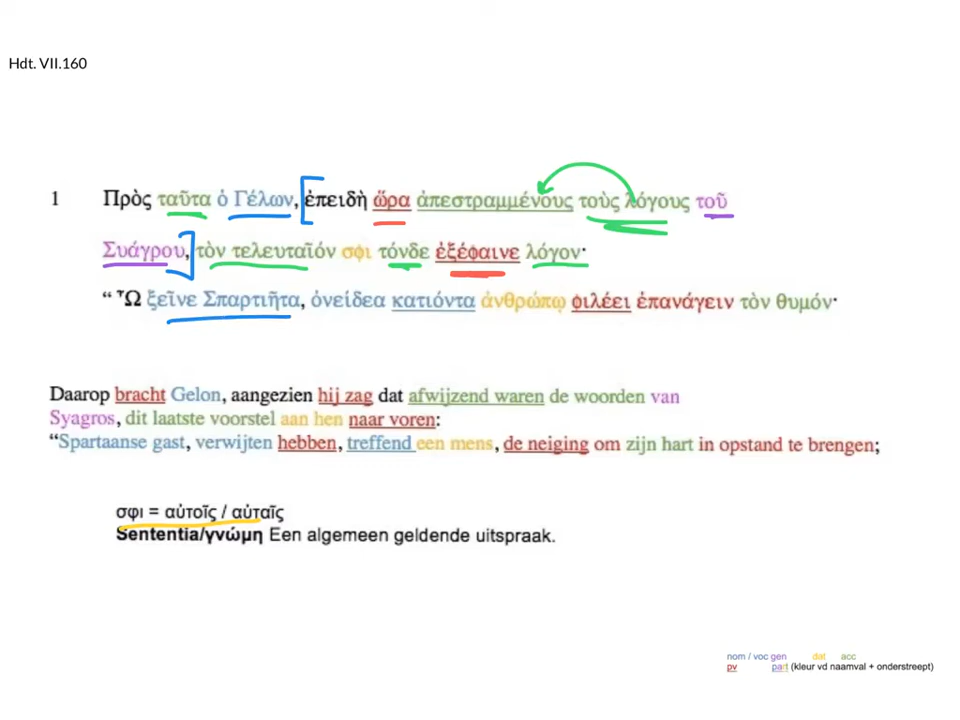 Hdt. VII.160
1 Πρὸς ταῦτα ὁ Γέλων, ἐπειδὴ ὥρα ἀπεστραμμένους τοὺς λόγους τοῦ
Συάγρου, τὸν τελευταῖόν σφι τόνδε ἐξέφαινε λόγον·
“ Ὦ ξεῖνε Σπαρτιῆτα, ὀνείδεα κατιόντα ἀνθρώπῳ φιλέει ἐπανάγειν τὸν θυμόν·
Daarop bracht Gelon, aangezien hij zag dat afwijzend waren de woorden van
Syagros, dit laatste voorstel aan hen naar voren:
“Spartaanse gast, verwijten hebben, treffend een mens, de neiging om zijn hart in opstand te brengen;
σφι = αὐτοῖς / αὐταῖς
Sententia/γνώμη Een algemeen geldende uitspraak.
nom / voc gen dat acc
pv part (kleur vd naamval + onderstreept)